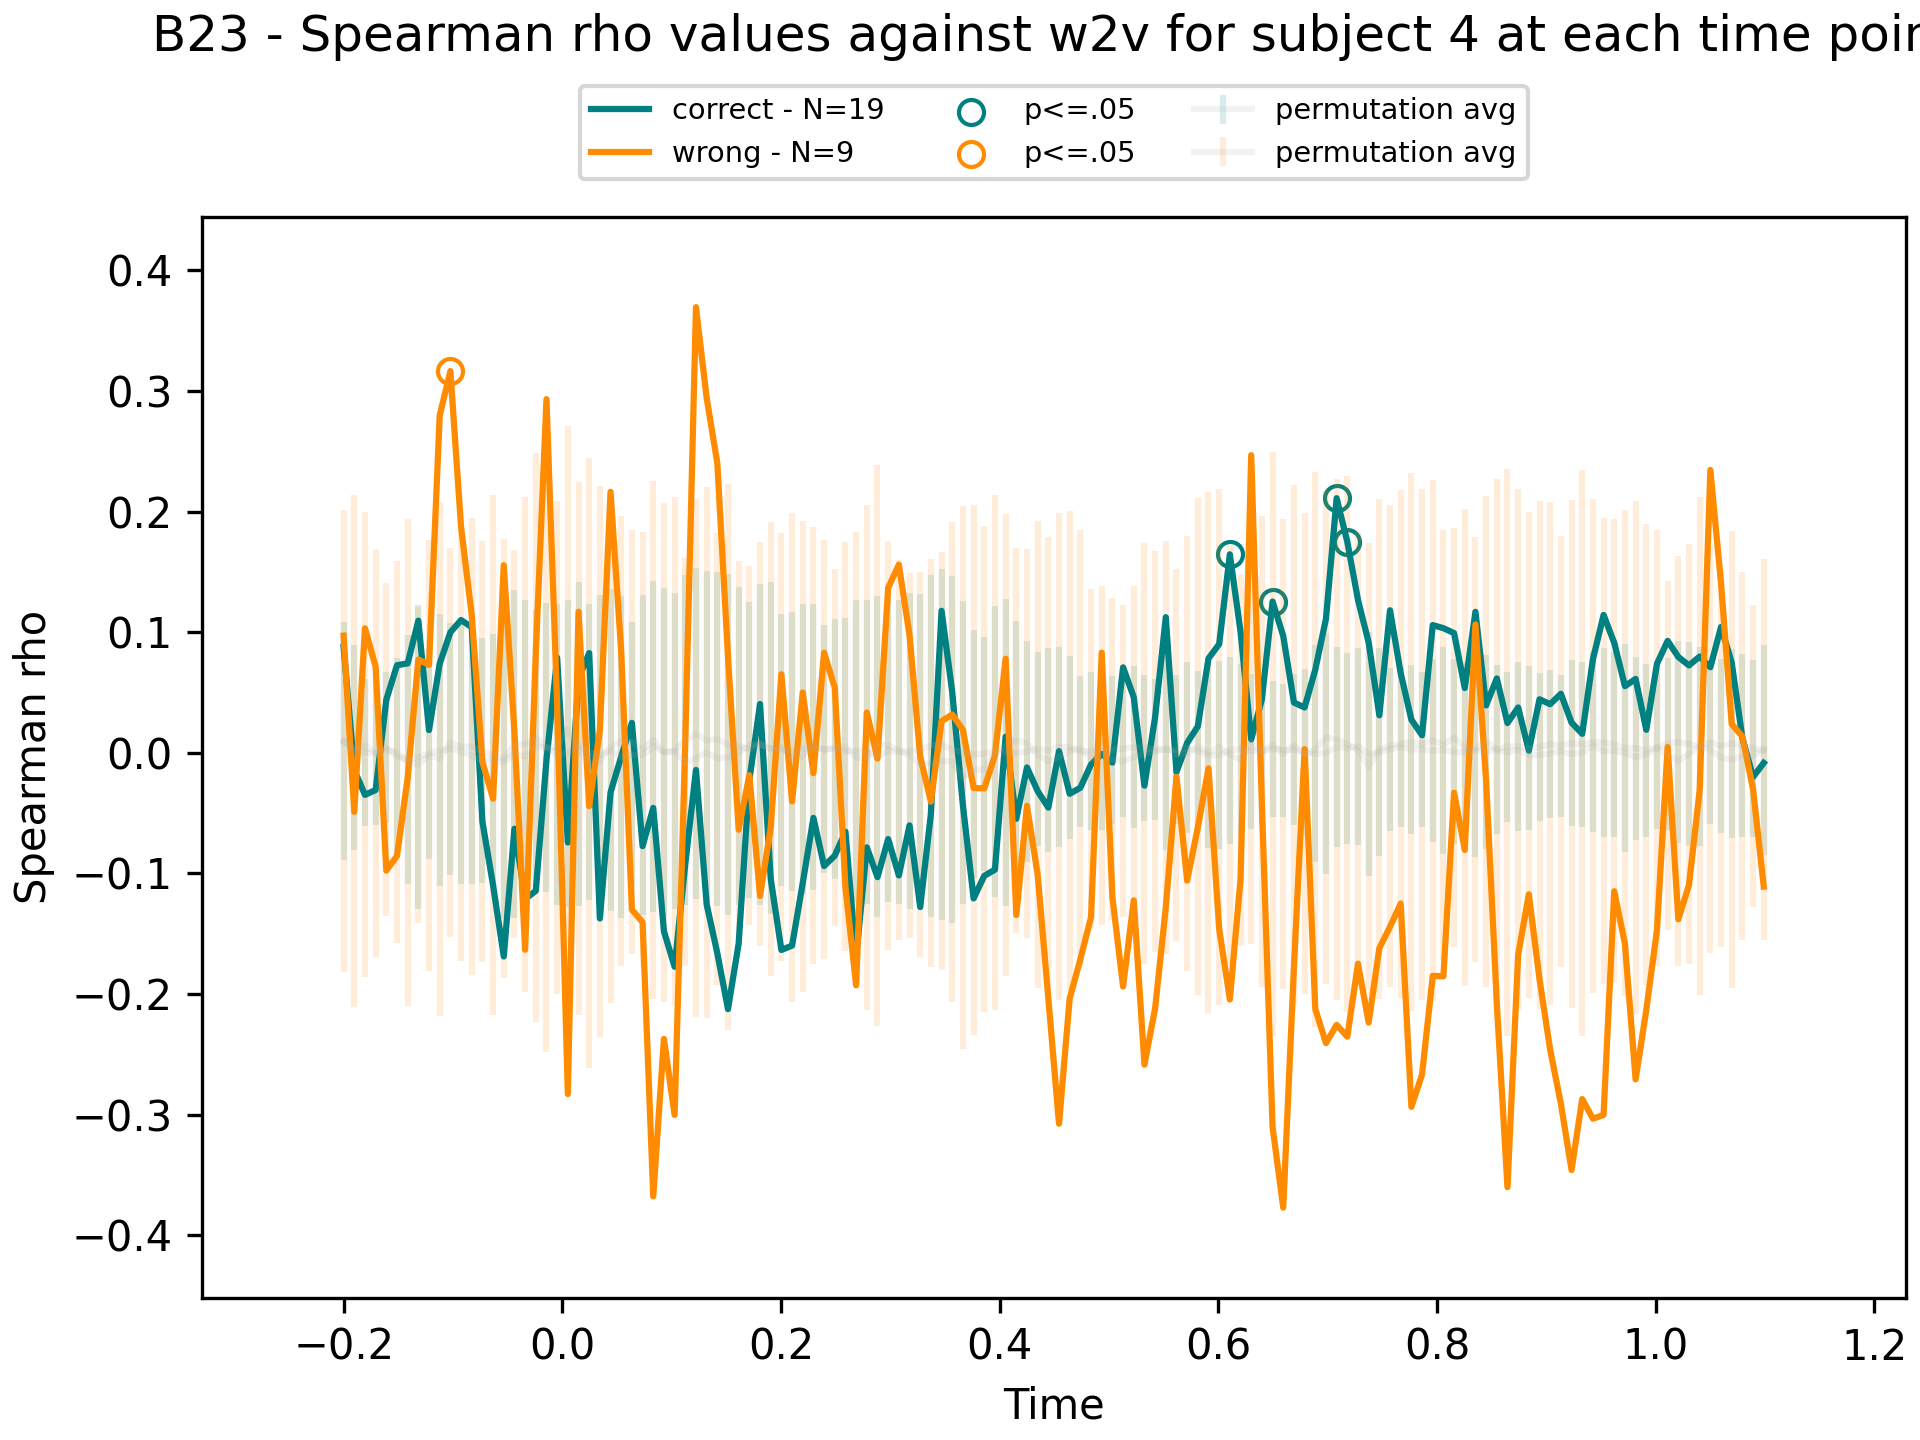 B23 - Spearman rho values against w2v for subject 4 at each time poin
correct - N=19 p<=.05 permutation avg
wrong - N=9 p<=.05 permutation avg
0.4
0.3
0.2
0.1
0.0
−0.1
−0.2
−0.3
−0.4
Spearman rho
−0.2 0.0 0.2 0.4 0.6 0.8 1.0 1.2
Time